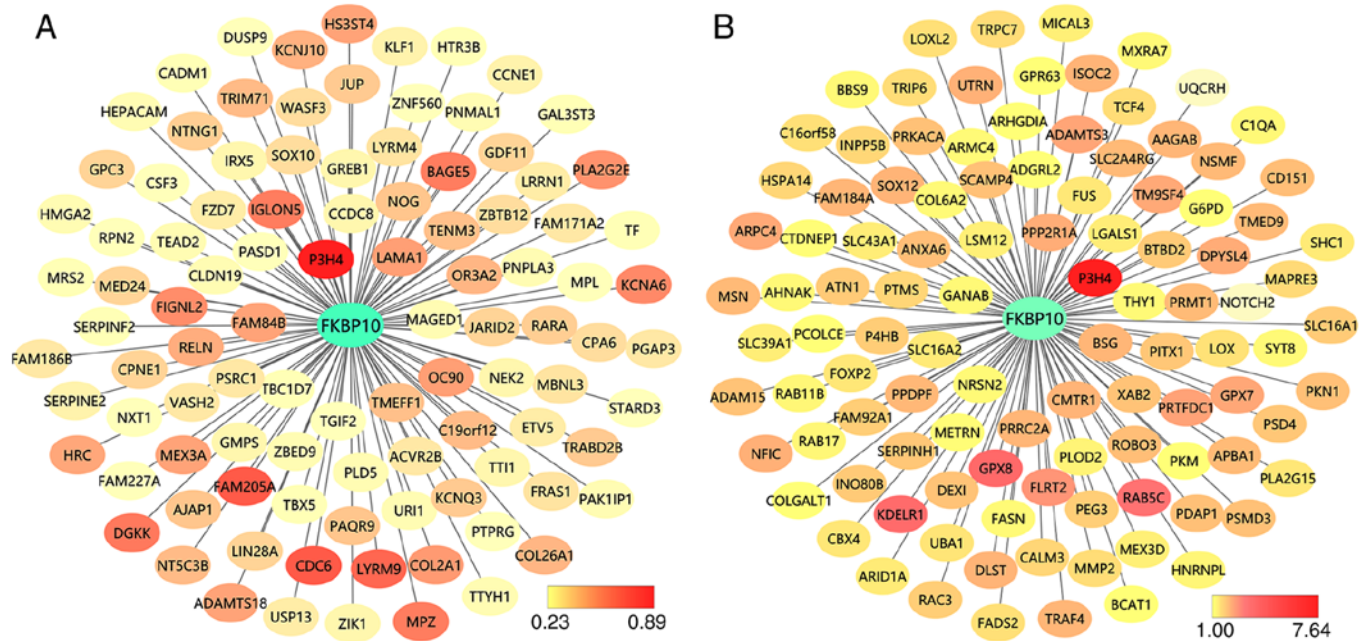 A
HS3ST4
DUSP9
KCNJ10
KLF1
HTR3B
CADM1
JUP
CCNE1
TRIM71
WASF3
ZNF560
PNMAL1
HEPACAM
GAL3ST3
NTNG1
SOX10
LYRM4
GDF11
IRX5
GREB1
BAGE5
PLA2G2E
GPC3
CSF3
LRRN1
IGLON5
NOG
FZD7
CCDC8
ZBTB12
HMGA2
FAM171A2
RPN2
TEAD2
TENM3
TF
PASD1
P3H4
LAMA1
CLDN19
OR3A2
PNPLA3
MRS2
MED24
MPL
KCNA6
FIGNL2
SERPINF2
FAM84B
FKBP10
MAGED1
JARID2
RARA
RELN
CPA6
PGAP3
FAM186B
CPNE1
PSRC1
TBC1D7
OC90
NEK2
MBNL3
SERPINE2
VASH2
TMEFF1
STARD3
NXT1
TGIF2
C19orf12
ETV5
GMPS
ZBED9
TRABD2B
HRC
MEX3A
ACVR2B
FAM227A
PLD5
TTI1
FAM205A
FRAS1
PAK1IP1
TBX5
KCNQ3
AJAP1
URI1
DGKK
PAQR9
PTPRG
LIN28A
COL26A1
NT5C3B
CDC6
LYRM9
COL2A1
ADAMTS18
TTYH1
USP13
ZIK1
MPZ
0.23 0.89
B
TRPC7
MICAL3
LOXL2
MXRA7
GPR63
ISOC2
BBS9
TRIP6
UTRN
UQCRH
TCF4
ARHGDIA
C16orf58
PRKACA
ADAMTS3
AAGAB
C1QA
INPP5B
ARMC4
SLC2A4RG
NSMF
ADGRL2
HSPA14
SOX12
SCAMP4
CD151
FAM184A
COL6A2
FUS
TM9SF4
G6PD
ARPC4
TMED9
CTDNEP1
SLC43A1
ANXA6
LSM12
PPP2R1A
LGALS1
BTBD2
SHC1
DPYSL4
P3H4
MAPRE3
MSN
AHNAK
ATN1
PTMS
GANAB
THY1
PRMT1
NOTCH2
FKBP10
SLC16A1
SLC39A1
PCOLCE
P4HB
SLC16A2
BSG
PITX1
LOX
SYT8
FOXP2
ADAM15
RAB11B
PPDPF
NRSN2
CMTR1
XAB2
GPX7
PKN1
FAM92A1
PRTFDC1
PSD4
METRN
PRRC2A
RAB17
ROBO3
NFIC
SERPINH1
PLOD2
PKM
APBA1
GPX8
PLA2G15
INO80B
DEXI
FLRT2
RAB5C
COLGALT1
KDELR1
PEG3
PDAP1
PSMD3
FASN
CBX4
UBA1
MEX3D
CALM3
ARID1A
DLST
MMP2
HNRNPL
RAC3
BCAT1
FADS2
TRAF4
1.00 7.64